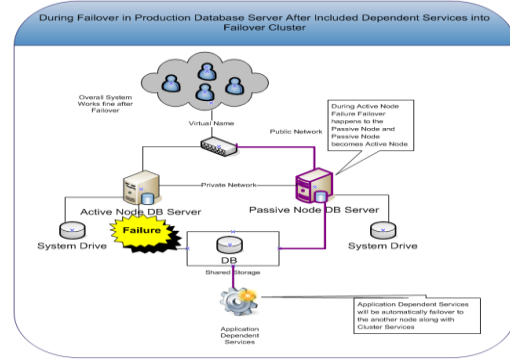 During Failover in Production Database Server After Included Dependent Services into
Failover Cluster
Overall System
Works fine after
Failover
Virtual Name
Public Network
During Active Node
Failure Failover
happens to the
Passive Node and
Passive Node
becomes Active Node
Private Network
Active Node DB Server
Passive Node DB Server
Failure
System Drive
DB
System Drive
Shared Storage
Application
Dependent
Services
Application Dependent Services
will be automatically failover to
the another node along with
Cluster Services